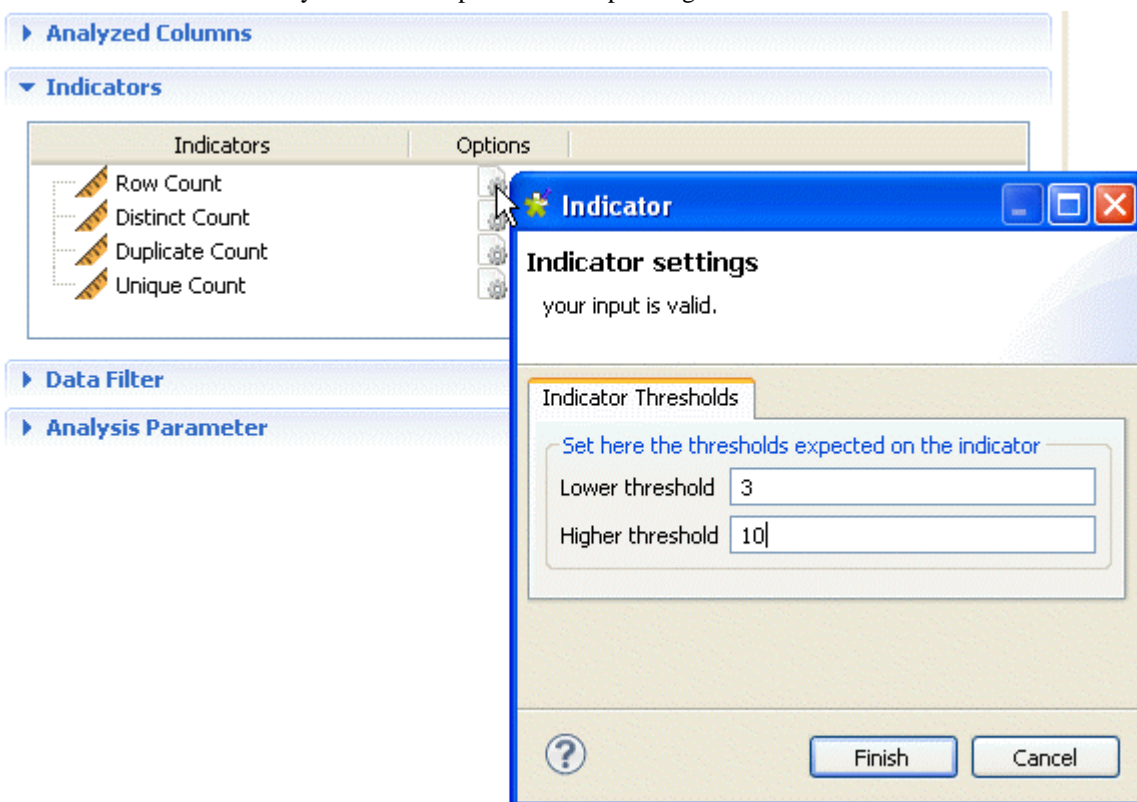 Analyzed Columns
Indicators
Indicators Options
Row Count
Distinct Count
Duplicate Count
Unique Count
Data Filter
Analysis Parameter
Indicator
Indicator settings
your input is valid.
Indicator Thresholds
Set here the thresholds expected on the indicator
Lower threshold 3
Higher threshold 10
? Finish Cancel